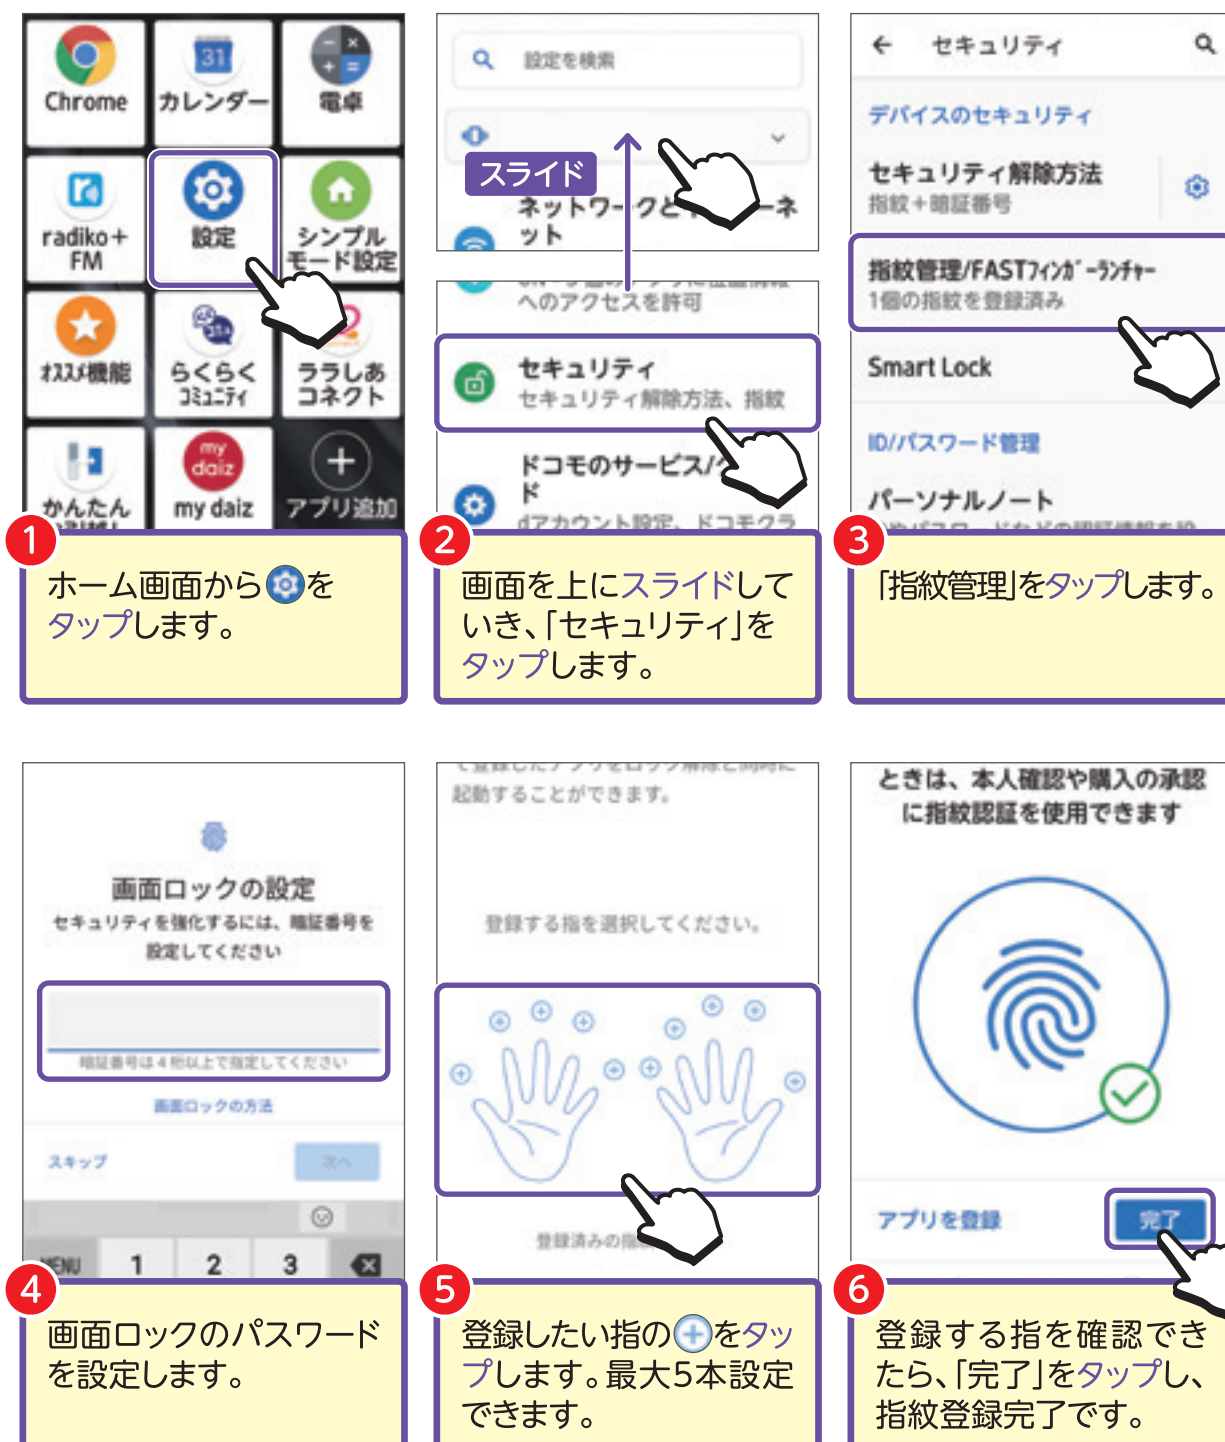 Chrome
カレンダー
31
電卓
radiko+
FM
設定
シンプル
モード設定
ｵｽｽﾒ機能
らくらく
ｺﾐｭﾆﾃｨ
ララしあ
コネクト
かんたん
my
daiz
my daiz
アプリ追加
1
ホーム画面から を
タップします。
設定を検索
スライド
ット
へのアクセスを許可
セキュリティ
セキュリティ解除方法、指紋
ドコモのサービス/ク
ド
dアカウント設定、ドコモクラ
2
画面を上にスライドして
いき、「セキュリティ」を
タップします。
セキュリティ
デバイスのセキュリティ
セキュリティ解除方法
指紋+暗証番号
指紋管理/FASTﾌｨﾝｶﾞｰﾗﾝﾁｬｰ
1個の指紋を登録済み
Smart Lock
ID/パスワード管理
パーソナルノート
3
「指紋管理」をタップします。
画面ロックの設定
セキュリティを強化するには、暗証番号を
設定してください
暗証番号は4桁以上で指定してください
画面ロックの方法
スキップ
次へ
MENU 1 2 3
4
画面ロックのパスワード
を設定します。
て登録したアプリをロック解除と同時に
起動することができます。
登録する指を選択してください。
登録済みの指
5
登録したい指の をタッ
プします。最大5本設定
できます。
ときは、本人確認や購入の承認
に指紋認証を使用できます
アプリを登録
完了
6
登録する指を確認でき
たら、「完了」をタップし、
指紋登録完了です。